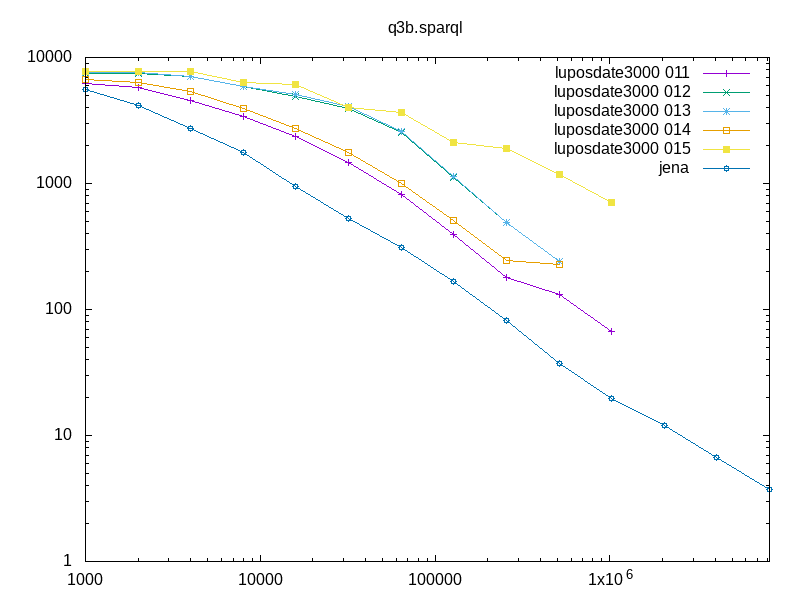 q3b.sparql
10000
1000
100
10
1
1000
10000
100000
1x10^6
luposdate3000 011
luposdate3000 012
luposdate3000 013
luposdate3000 014
luposdate3000 015
jena